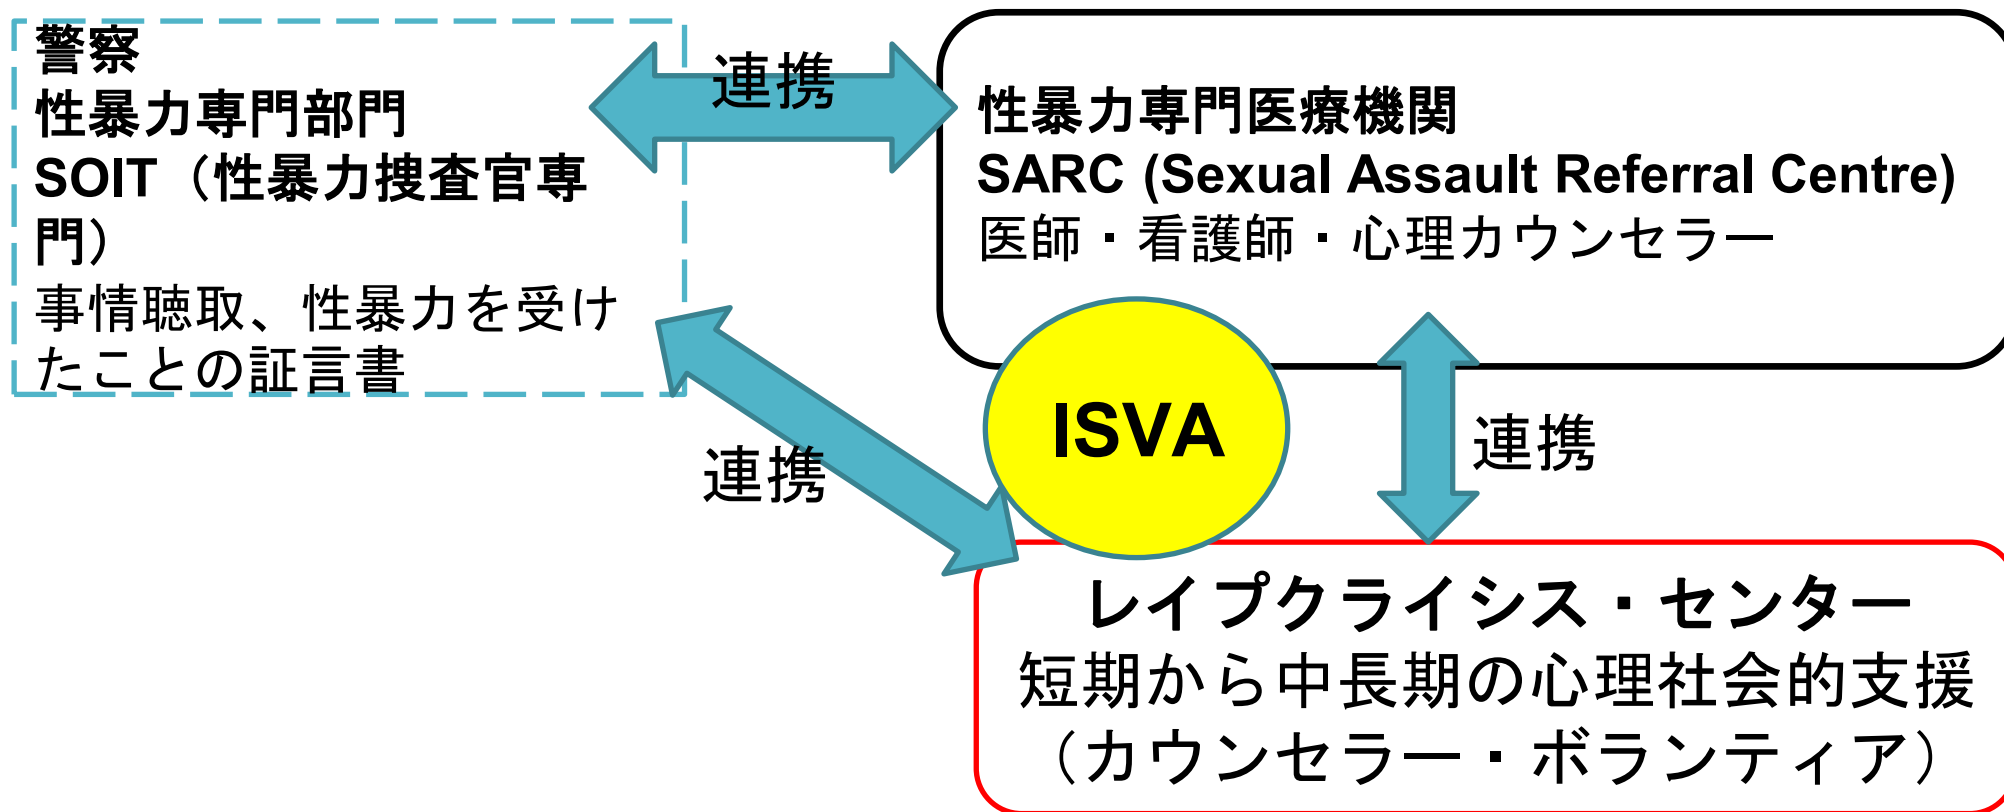 警察
性暴力専門部門
SOIT（性暴力捜査官専
門）
事情聴取、性暴力を受け
たことの証言書
連携
性暴力専門医療機関
SARC (Sexual Assault Referral Centre)
医師・看護師・心理カウンセラー
ISVA
連携
連携
レイプクライシス・センター
短期から中長期の心理社会的支援
（カウンセラー・ボランティア）